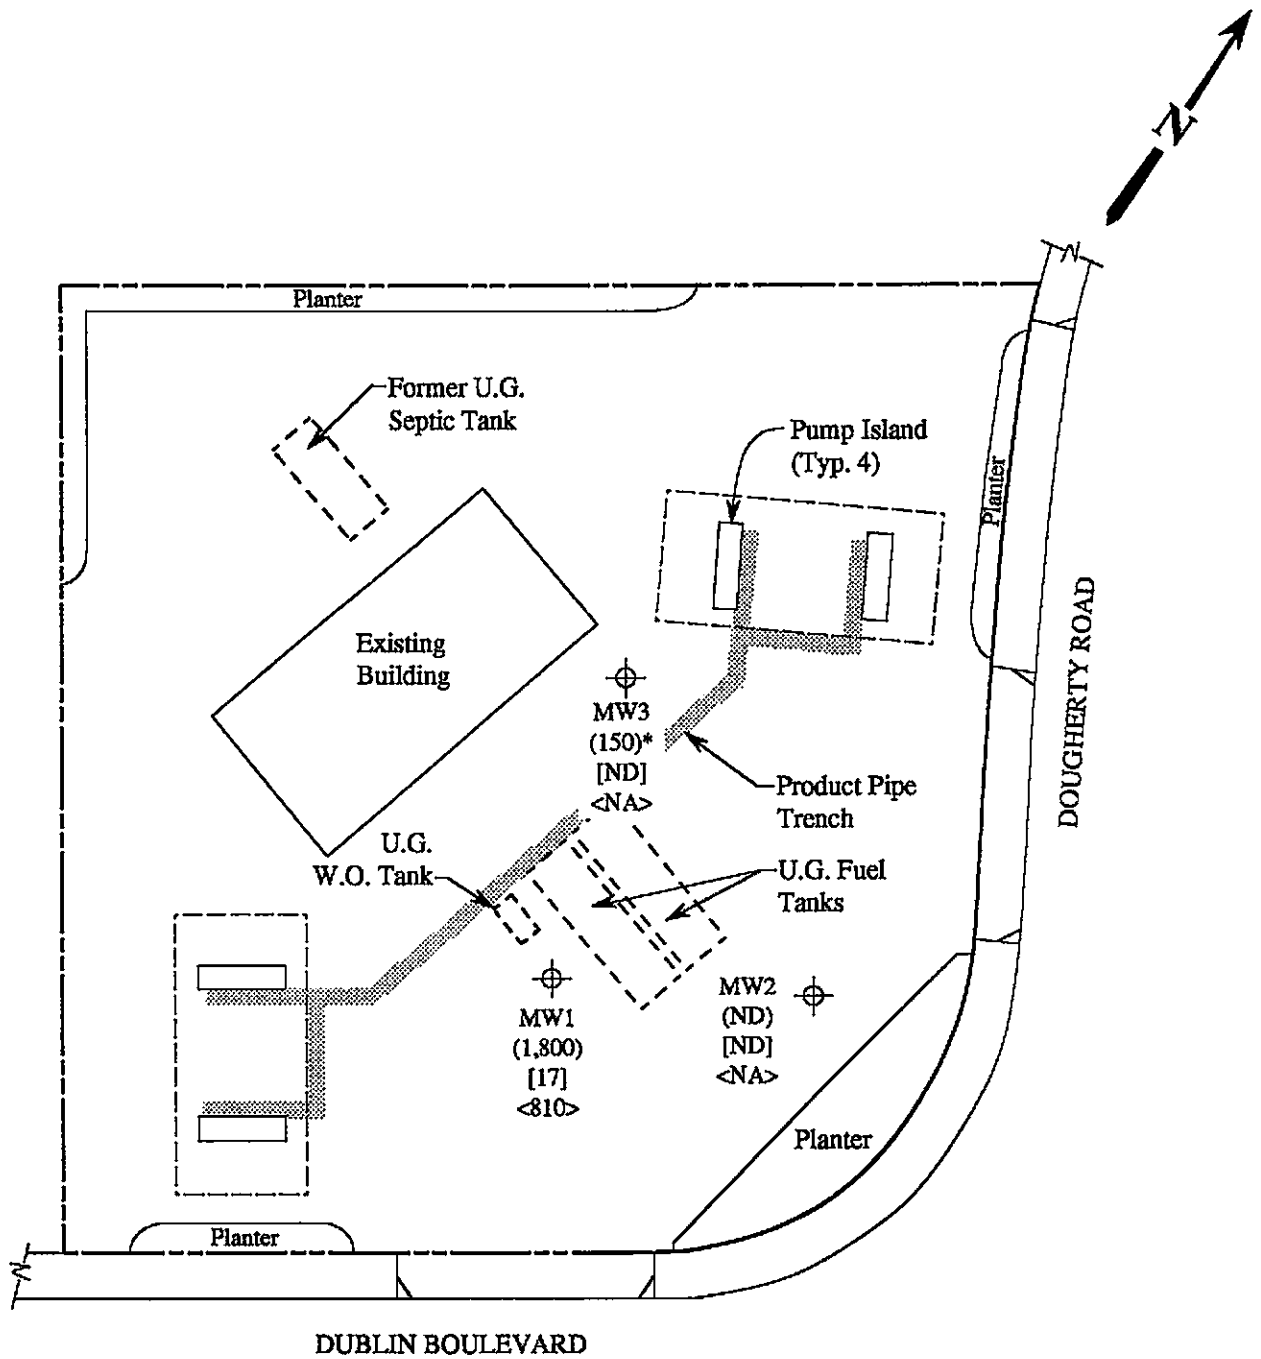 N
Planter
Former U.G.
Septic Tank
Pump Island
(Typ. 4)
Planter
Existing
Building
MW3
(150)*
[ND]
<NA>
DOUGHERTY ROAD
Product Pipe
Trench
U.G.
W.O. Tank
U.G. Fuel
Tanks
MW1
(1,800)
[17]
<810>
MW2
(ND)
[ND]
<NA>
Planter
Planter
DUBLIN BOULEVARD